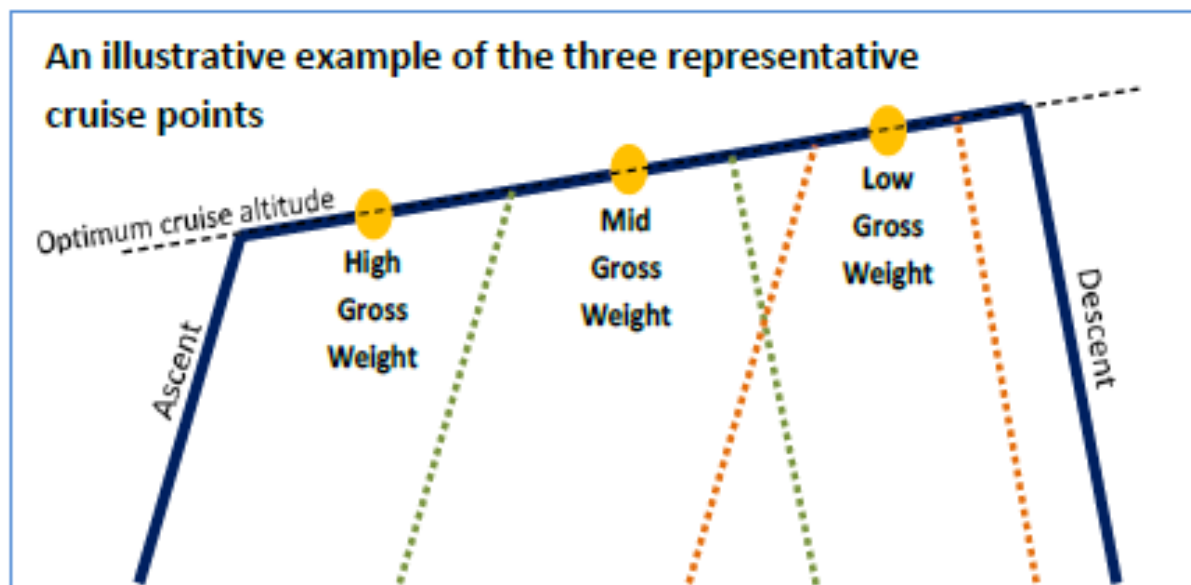 An illustrative example of the three representative
cruise points
Optimum cruise altitude
High
Gross
Weight
Mid
Gross
Weight
Low
Gross
Weight
Ascent
Descent